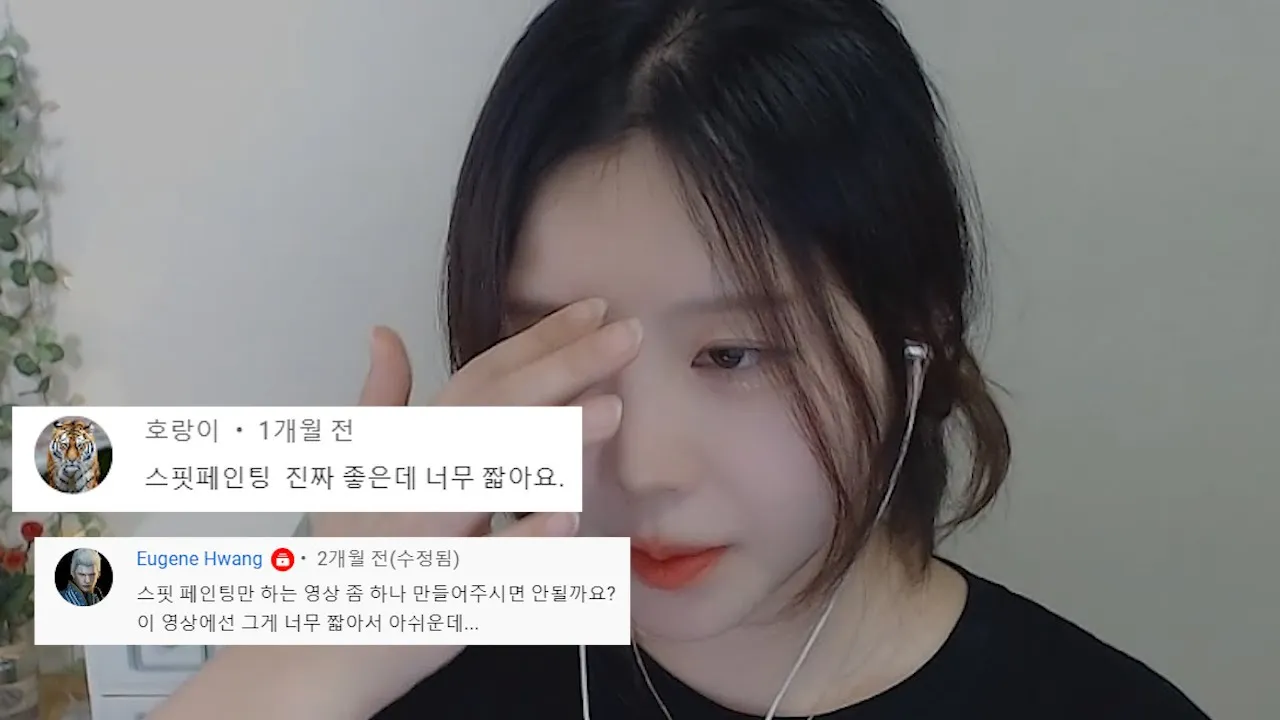 호랑이 • 1개월 전
스핏페인팅 진짜 좋은데 너무 짧아요.
Eugene Hwang • 2개월 전(수정됨)
스핏 페인팅만 하는 영상 좀 하나 만들어주시면 안될까요?
이 영상에선 그게 너무 짧아서 아쉬운데...